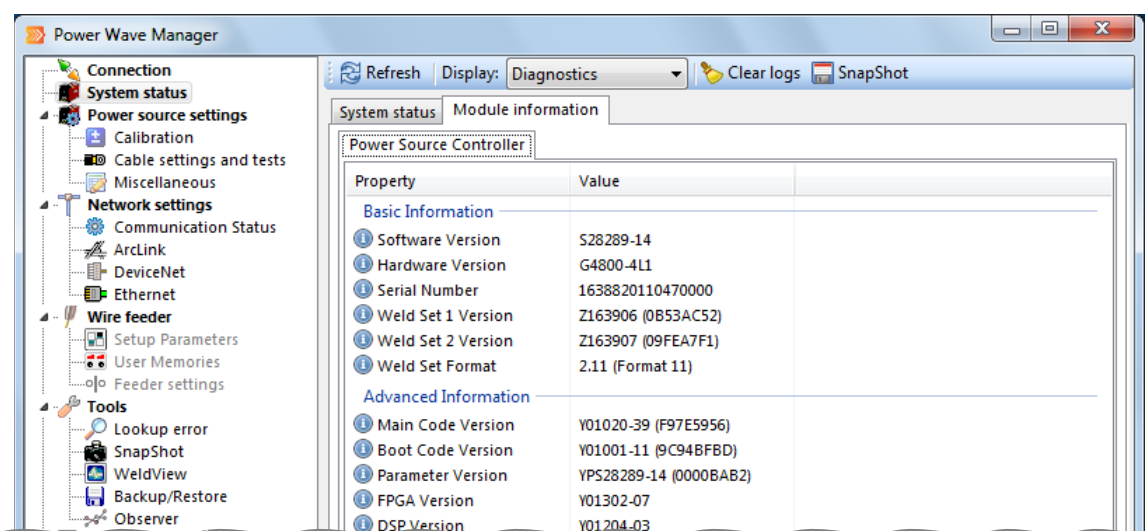 Power Wave Manager
Connection
System status
Power source settings
Calibration
Cable settings and tests
Miscellaneous
Network settings
Communication Status
ArcLink
DeviceNet
Ethernet
Wire feeder
Setup Parameters
User Memories
Feeder settings
Tools
Lookup error
SnapShot
WeldView
Backup/Restore
Observer
Refresh Display: Diagnostics Clear logs SnapShot
System status Module information
Power Source Controller
Property Value
Basic Information
Software Version S28289-14
Hardware Version G4800-4L1
Serial Number 1638820110470000
Weld Set 1 Version Z163906 (0B53AC52)
Weld Set 2 Version Z163907 (09FEA7F1)
Weld Set Format 2.11 (Format 11)
Advanced Information
Main Code Version Y01020-39 (F97E5956)
Boot Code Version Y01001-11 (9C94BFBD)
Parameter Version YPS28289-14 (0000BAB2)
FPGA Version Y01302-07
DSP Version Y01204-03